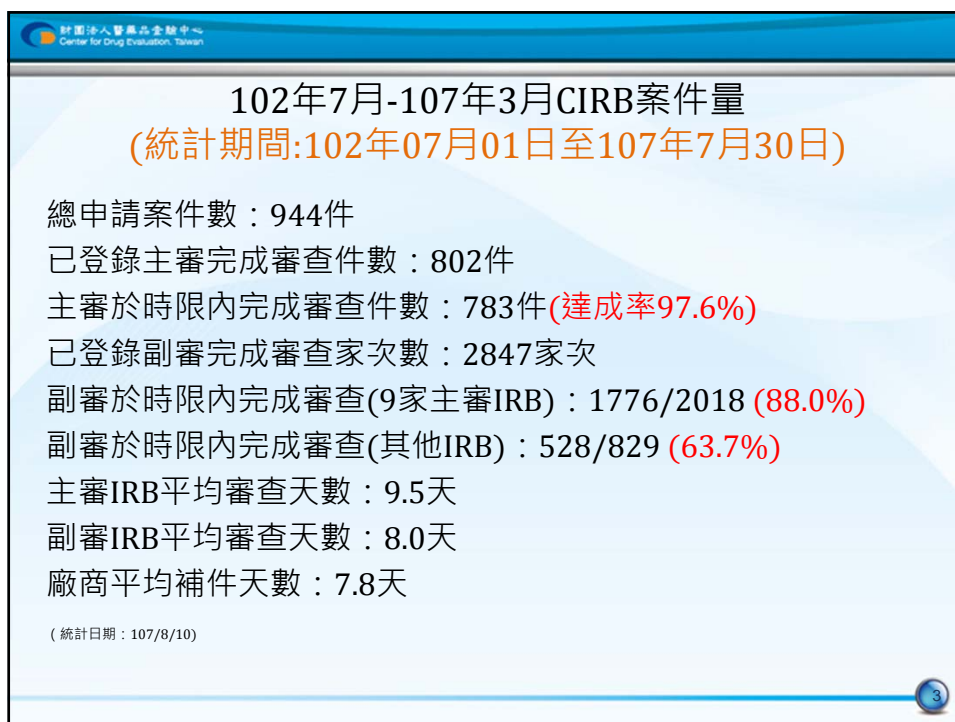 財團法人醫藥品查驗中心
Center for Drug Evaluation, Taiwan
102年7月-107年3月CIRB案件量
(統計期間:102年07月01日至107年7月30日)
總申請案件數：944件
已登錄主審完成審查件數：802件
主審於時限內完成審查件數：783件(達成率97.6%)
已登錄副審完成審查家次數：2847家次
副審於時限內完成審查(9家主審IRB)：1776/2018 (88.0%)
副審於時限內完成審查(其他IRB)：528/829 (63.7%)
主審IRB平均審查天數：9.5天
副審IRB平均審查天數：8.0天
廠商平均補件天數：7.8天
（統計日期：107/8/10)
3